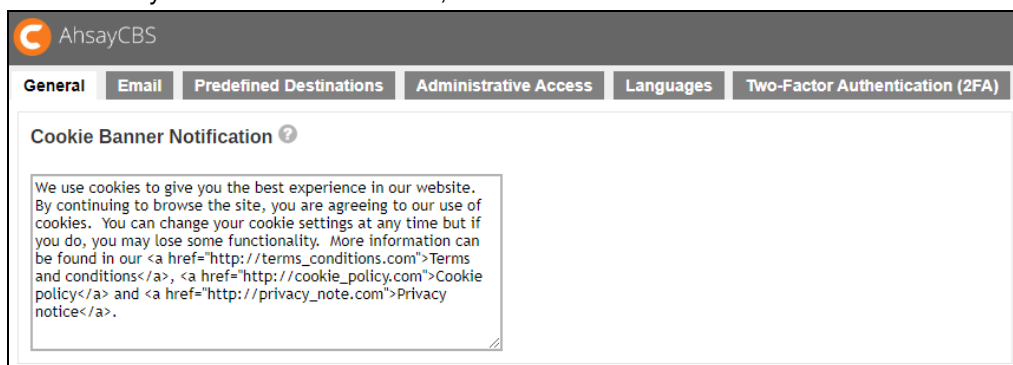 AhsayCBS
General Email Predefined Destinations Administrative Access Languages Two-Factor Authentication (2FA)
Cookie Banner Notification ?
We use cookies to give you the best experience in our website.
By continuing to browse the site, you are agreeing to our use of
cookies.  You can change your cookie settings at any time but if
you do, you may lose some functionality.  More information can
be found in our <a href="http://terms_conditions.com">Terms
and conditions</a>, <a href="http://cookie_policy.com">Cookie
policy</a> and <a href="http://privacy_note.com">Privacy
notice</a>.